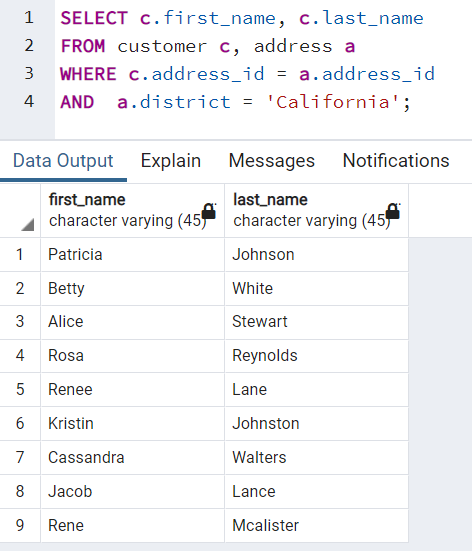 1 SELECT c.first_name, c.last_name
2 FROM customer c, address a
3 WHERE c.address_id = a.address_id
4 AND  a.district = 'California';
Data Output Explain Messages Notifications
first_name last_name
character varying (45) character varying (45)
1 Patricia Johnson
2 Betty White
3 Alice Stewart
4 Rosa Reynolds
5 Renee Lane
6 Kristin Johnston
7 Cassandra Walters
8 Jacob Lance
9 Rene Mcalister